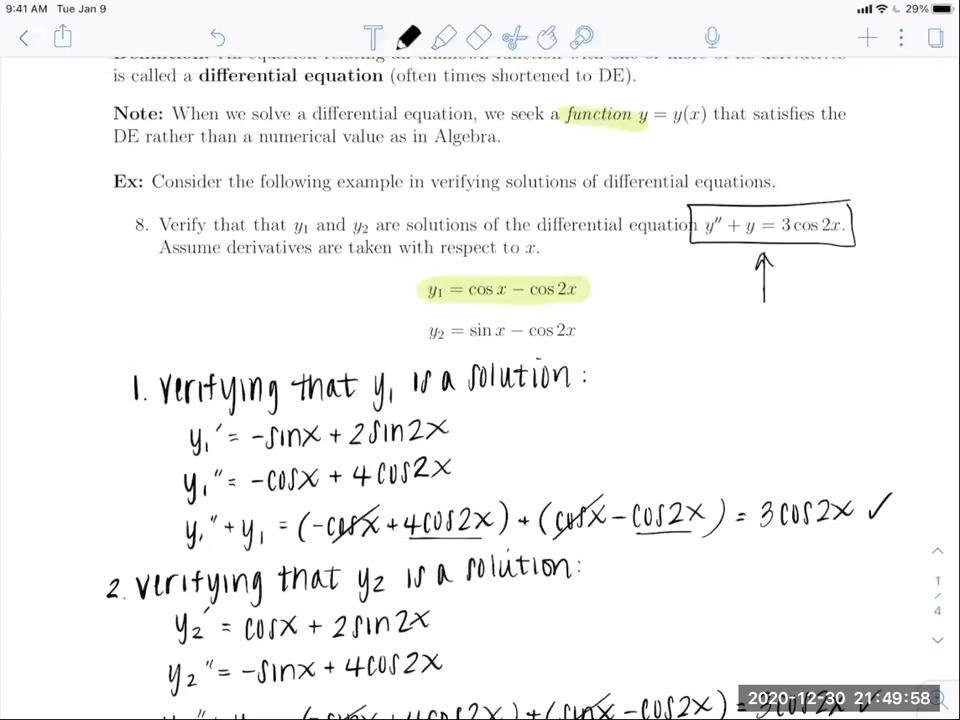 9:41 AM Tue Jan 9
29%
is called a differential equation (often times shortened to DE).
Note: When we solve a differential equation, we seek a function y = y(x) that satisfies the
DE rather than a numerical value as in Algebra.
Ex: Consider the following example in verifying solutions of differential equations.
8. Verify that that y₁ and y₂ are solutions of the differential equation y″ + y = 3 cos 2x.
Assume derivatives are taken with respect to x.
y₁ = cos x − cos 2x
y₂ = sin x − cos 2x
1. Verifying that y₁ is a solution:
y₁′ = -sinx + 2sin2x
y₁″ = -cosx + 4cos2x
y₁″ + y₁ = (-cosx + 4cos2x) + (cosx - cos2x) = 3cos2x ✓
2. Verifying that y₂ is a solution:
y₂′ = cosx + 2sin2x
y₂″ = -sinx + 4cos2x
1
/
4
2020-12-30 21:49:58